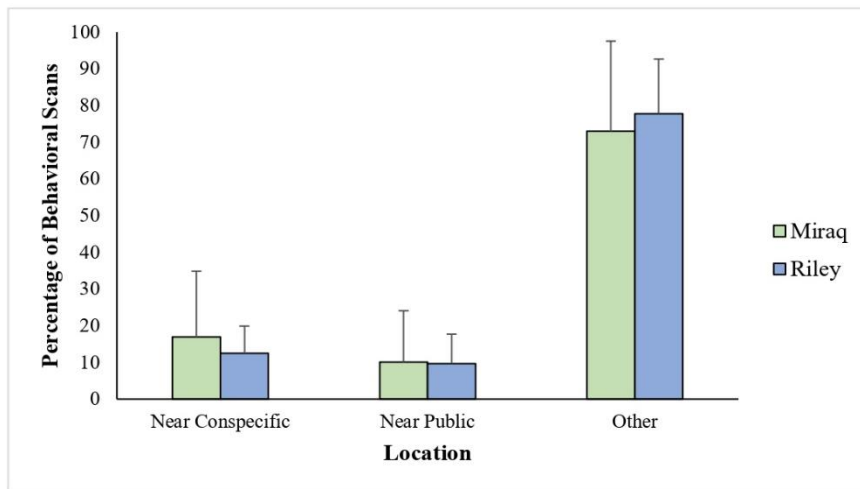 Percentage of Behavioral Scans
100
90
80
70
60
50
40
30
20
10
0
Near Conspecific
Near Public
Other
Location
Miraq
Riley